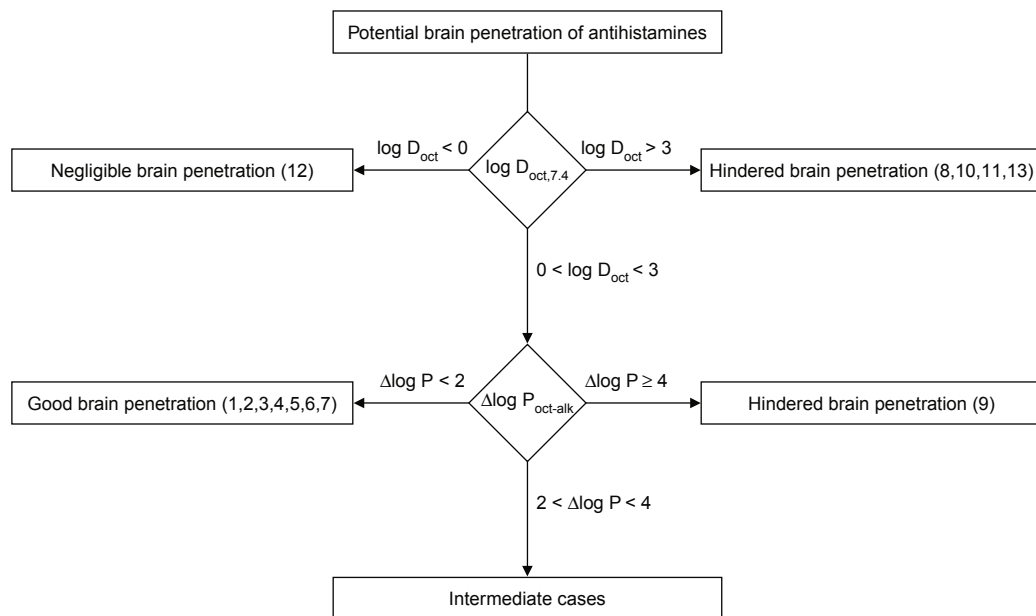 Potential brain penetration of antihistamines
log D_oct < 0
log D_oct > 3
Negligible brain penetration (12)
log D_oct,7.4
Hindered brain penetration (8,10,11,13)
0 < log D_oct < 3
Δlog P < 2
Δlog P ≥ 4
Good brain penetration (1,2,3,4,5,6,7)
Δlog P_oct-alk
Hindered brain penetration (9)
2 < Δlog P < 4
Intermediate cases